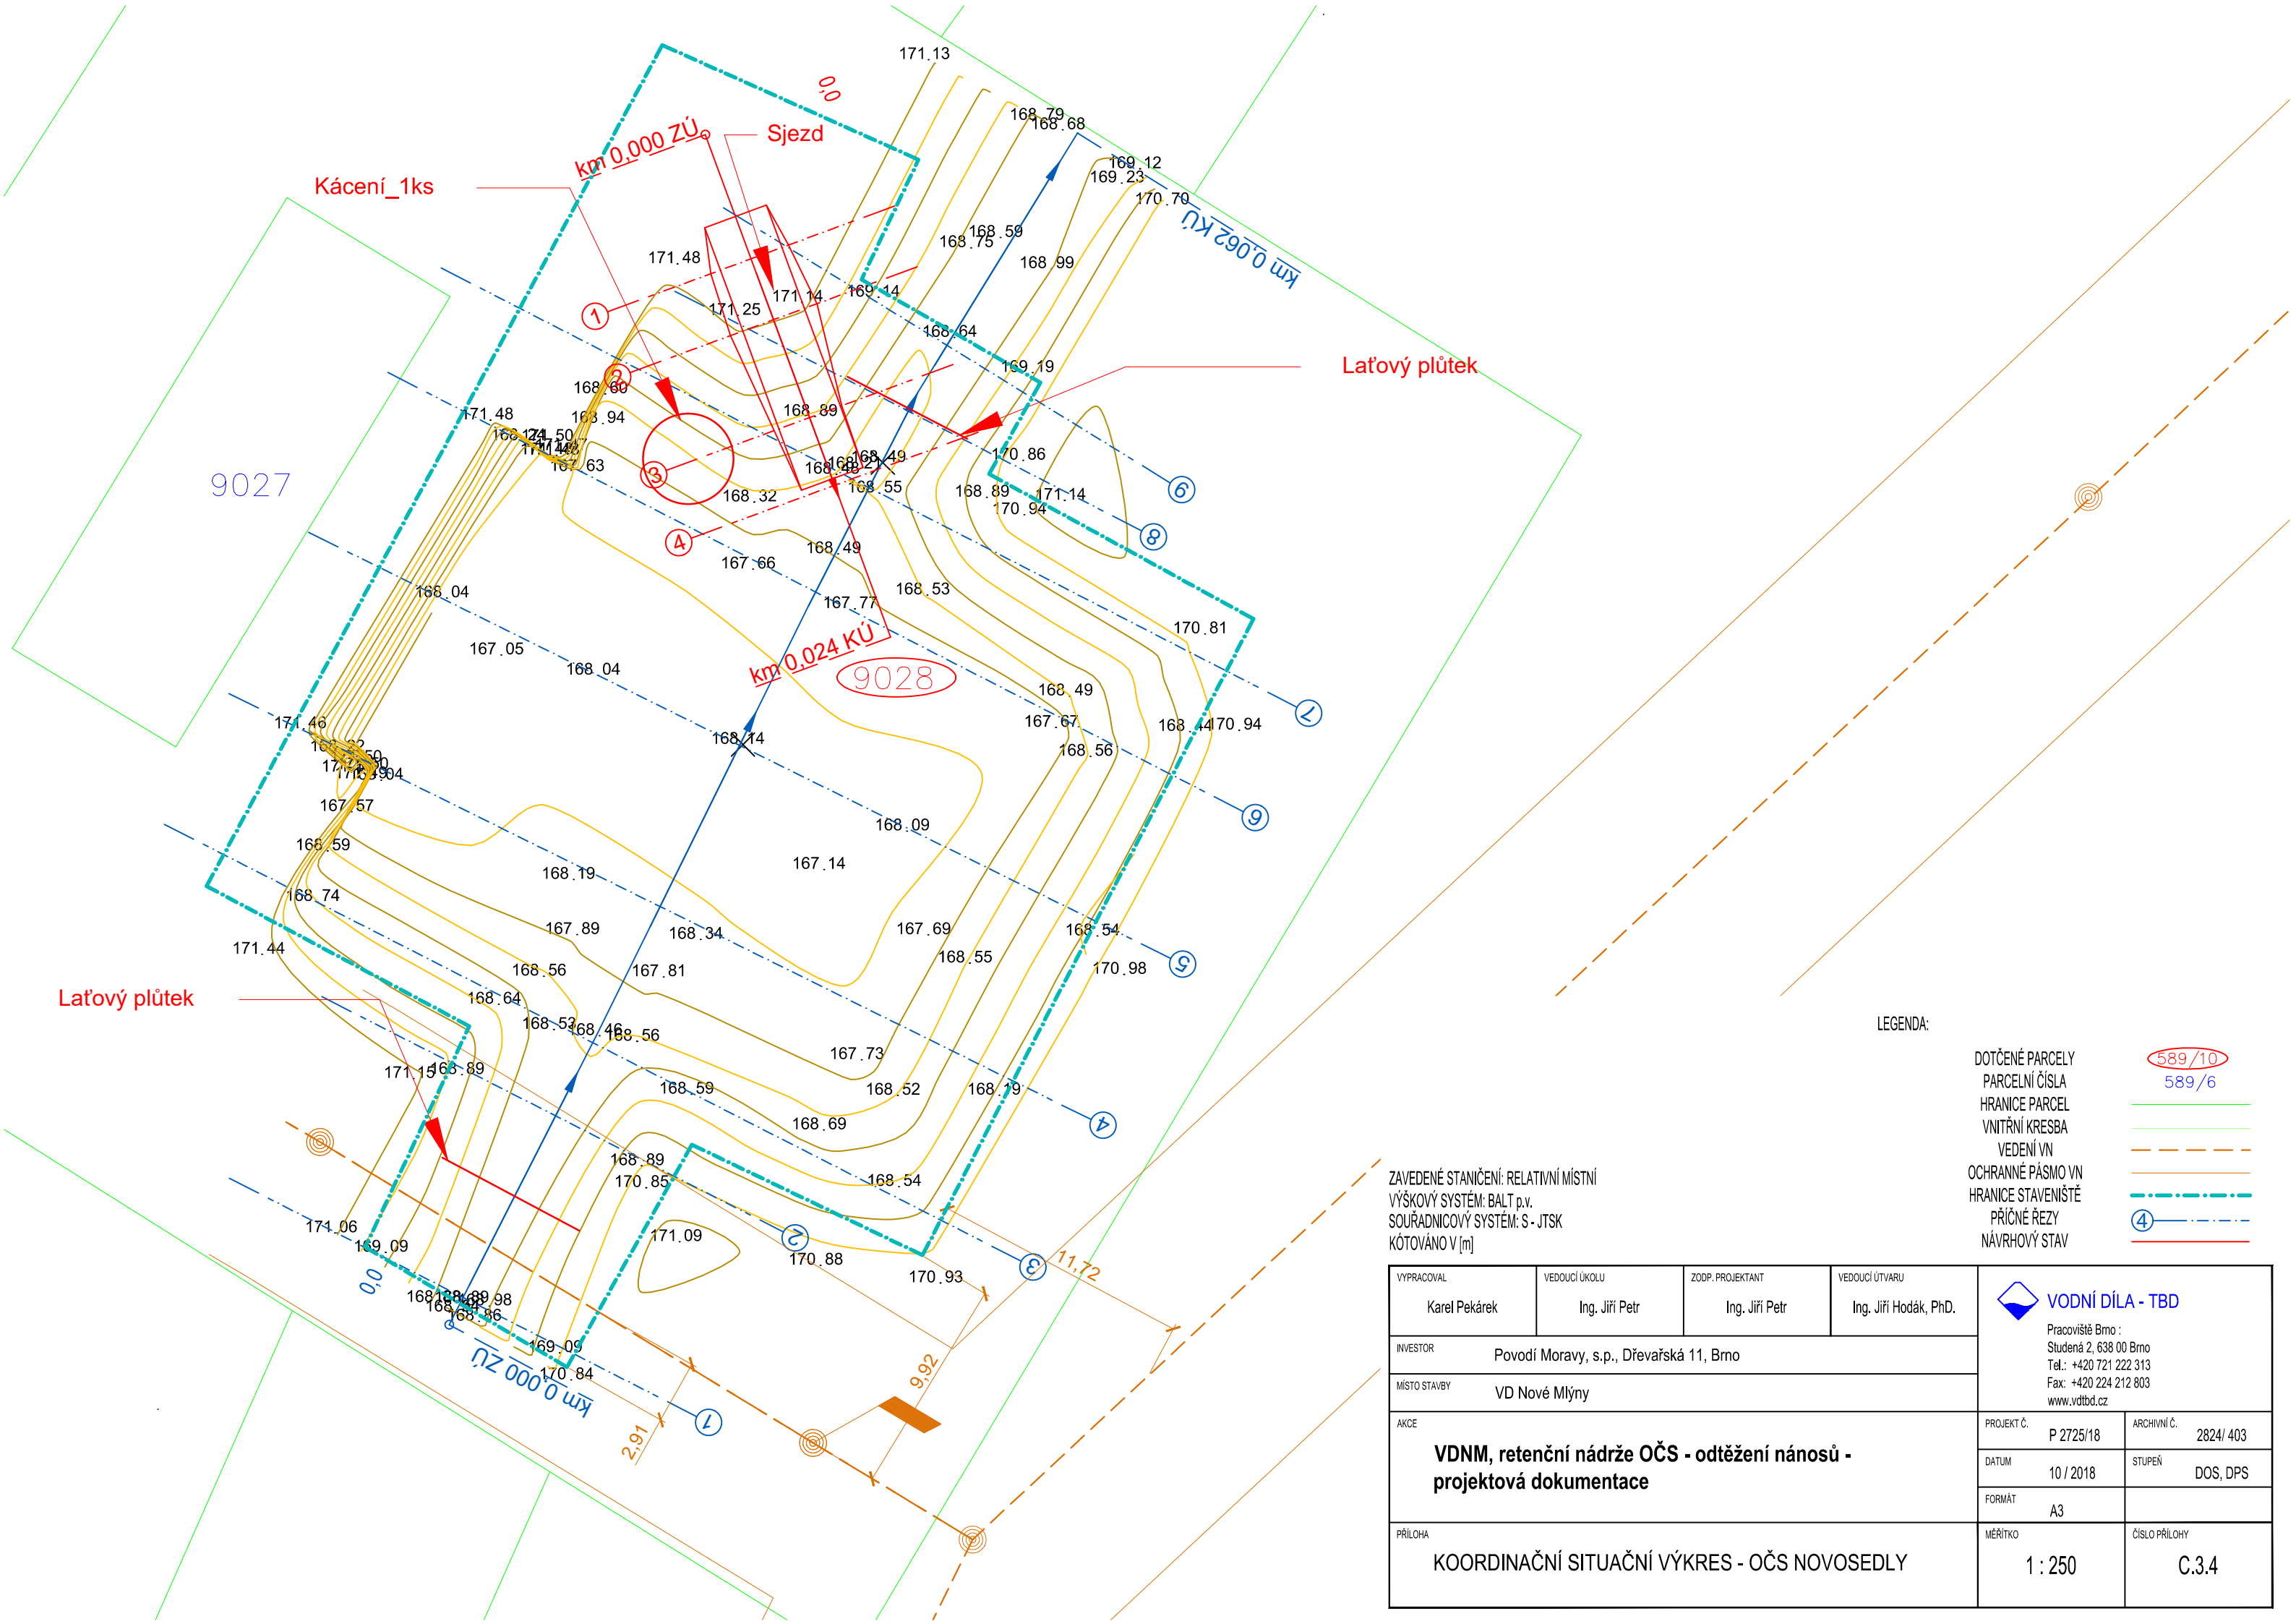 171.13
0,0
168.79
168.68
km 0,000 ZÚ
Sjezd
169.12
169.23
Kácení_1ks
170.70
km 0,062 KÚ
168.59
168.75
171.48
168.99
171.14
169.14
171.25
1
168.64
169.19
Laťový plůtek
2
168.60
168.89
171.48
168.94
170.86
168.49
3
168.32
168.55
168.89
171.14
9027
170.94
9
4
168.49
8
167.66
168.04
168.53
167.77
170.81
km 0,024 KÚ
167.05
168.04
9028
168.49
7
171.46
167.67
168.44
170.94
168.14
168.56
167.57
6
168.09
168.59
167.14
168.19
168.74
167.89
168.34
167.69
168.54
171.44
168.55
5
168.56
167.81
170.98
Laťový plůtek
168.64
168.53
168.46
168.56
167.73
171.15
168.89
168.59
168.52
168.19
168.69
4
168.89
168.54
170.85
171.06
171.09
2
169.09
170.88
3
11,72
0,0
170.93
168.86
169.09
km 0,000 ZÚ
170.84
9,92
1
2,91
LEGENDA:
DOTČENÉ PARCELY 589/10
PARCELNÍ ČÍSLA 589/6
HRANICE PARCEL
VNITŘNÍ KRESBA
VEDENÍ VN
OCHRANNÉ PÁSMO VN
HRANICE STAVENIŠTĚ
PŘÍČNÉ ŘEZY 4
NÁVRHOVÝ STAV
ZAVEDENÉ STANIČENÍ: RELATIVNÍ MÍSTNÍ
VÝŠKOVÝ SYSTÉM: BALT p.v.
SOUŘADNICOVÝ SYSTÉM: S - JTSK
KÓTOVÁNO V [m]
VYPRACOVAL
Karel Pekárek
VEDOUCÍ ÚKOLU
Ing. Jiří Petr
ZODP. PROJEKTANT
Ing. Jiří Petr
VEDOUCÍ ÚTVARU
Ing. Jiří Hodák, PhD.
VODNÍ DÍLA - TBD
Pracoviště Brno :
Studená 2, 638 00 Brno
Tel.: +420 721 222 313
Fax: +420 224 212 803
www.vdtbd.cz
INVESTOR
Povodí Moravy, s.p., Dřevařská 11, Brno
MÍSTO STAVBY
VD Nové Mlýny
AKCE
VDNM, retenční nádrže OČS - odtěžení nánosů -
projektová dokumentace
PROJEKT Č.
P 2725/18
ARCHIVNÍ Č.
2824/ 403
DATUM
10 / 2018
STUPEŇ
DOS, DPS
FORMÁT
A3
PŘÍLOHA
KOORDINAČNÍ SITUAČNÍ VÝKRES - OČS NOVOSEDLY
MĚŘÍTKO
1 : 250
ČÍSLO PŘÍLOHY
C.3.4